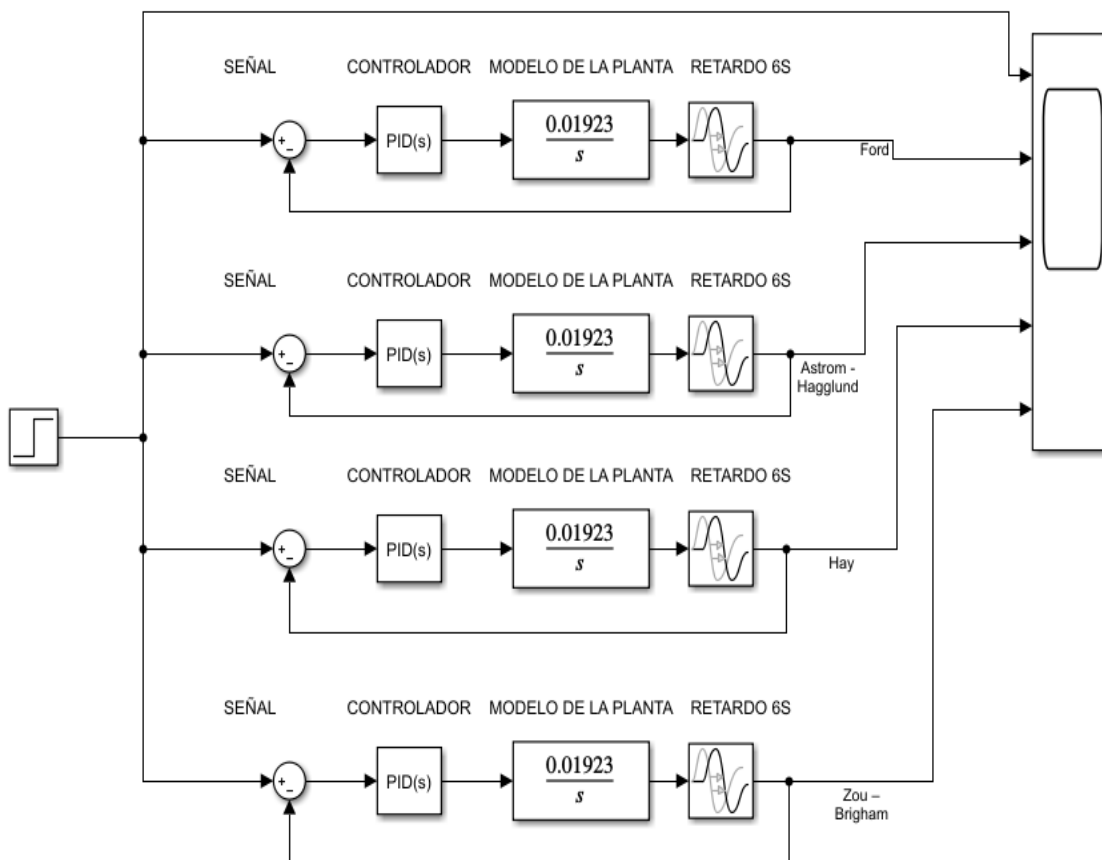 SEÑAL CONTROLADOR MODELO DE LA PLANTA RETARDO 6S
+
-
PID(s)
0.01923
s
Ford
SEÑAL CONTROLADOR MODELO DE LA PLANTA RETARDO 6S
+
-
PID(s)
0.01923
s
Astrom -
Hagglund
SEÑAL CONTROLADOR MODELO DE LA PLANTA RETARDO 6S
+
-
PID(s)
0.01923
s
Hay
SEÑAL CONTROLADOR MODELO DE LA PLANTA RETARDO 6S
+
-
PID(s)
0.01923
s
Zou –
Brigham